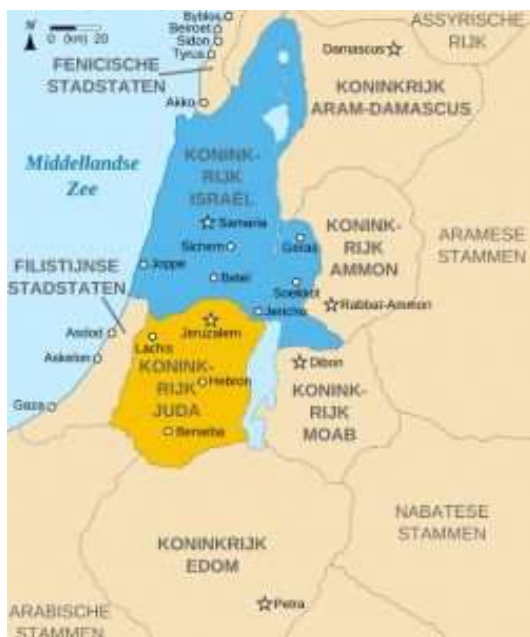 N
0 (km) 20
Byblos
Beiroet
Sidon
Tyrus
FENICISCHE
STADSTATEN
Akko
Damascus
ASSYRISCHE
RIJK
KONINKRIJK
ARAM-DAMASCUS
Middellandse
Zee
KONINK-
RIJK
ISRAËL
Samaria
Sichem
Joppe
Betel
Geras
Soekkot
Jericho
KONINK-
RIJK
AMMON
Rabbat-Ammon
ARAMESE
STAMMEN
FILISTIJNSE
STADSTATEN
Asdod
Askelon
Gaza
Jeruzalem
Lachis
KONINK-
RIJK
JUDA
Hebron
Berseba
Dibon
KONINK-
RIJK
MOAB
NABATESE
STAMMEN
KONINKRIJK
EDOM
Petra
ARABISCHE
STAMMEN